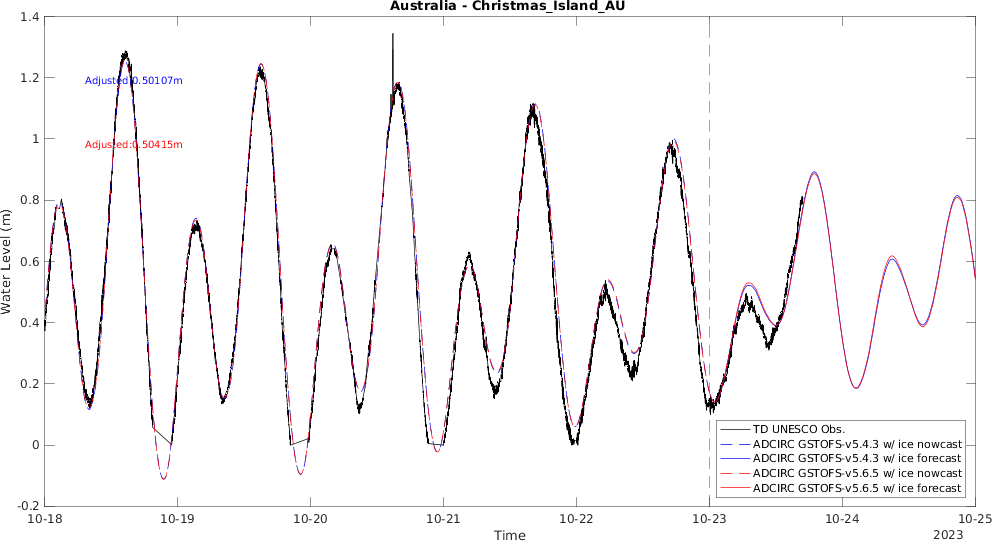 Australia - Christmas_Island_AU
Water Level (m)
1.4
1.2
1
0.8
0.6
0.4
0.2
0
-0.2
Adjusted:0.50107m
Adjusted:0.50415m
TD UNESCO Obs.
ADCIRC GSTOFS-v5.4.3 w/ ice nowcast
ADCIRC GSTOFS-v5.4.3 w/ ice forecast
ADCIRC GSTOFS-v5.6.5 w/ ice nowcast
ADCIRC GSTOFS-v5.6.5 w/ ice forecast
10-18 10-19 10-20 10-21 10-22 10-23 10-24 10-25
Time
2023